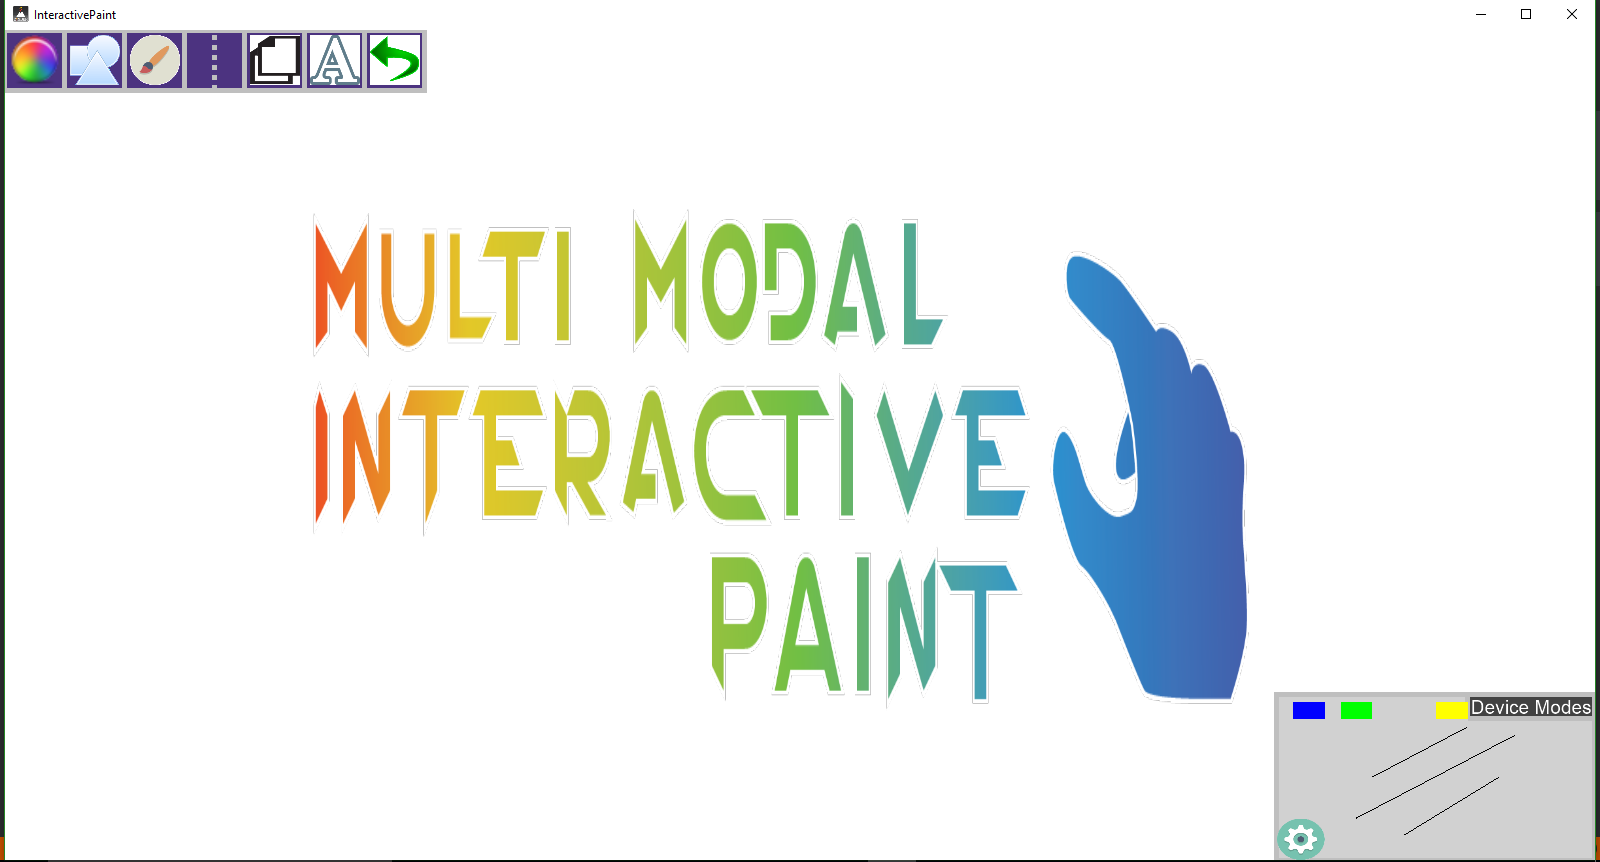 InteractivePaint
A
MULTI MODAL
INTERACTIVE
PAINT
Device Modes